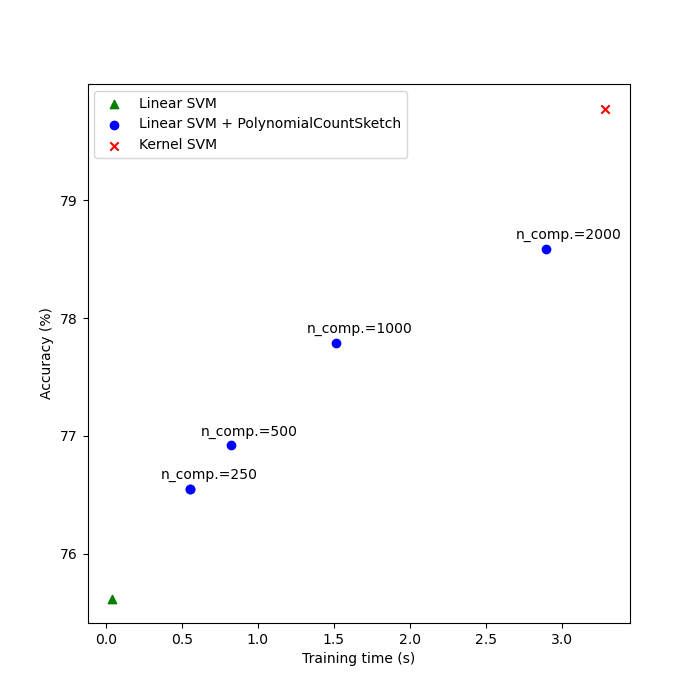 Linear SVM
Linear SVM + PolynomialCountSketch
Kernel SVM
79
n_comp.=2000
78
n_comp.=1000
Accuracy (%)
77
n_comp.=500
n_comp.=250
76
0.0 0.5 1.0 1.5 2.0 2.5 3.0
Training time (s)